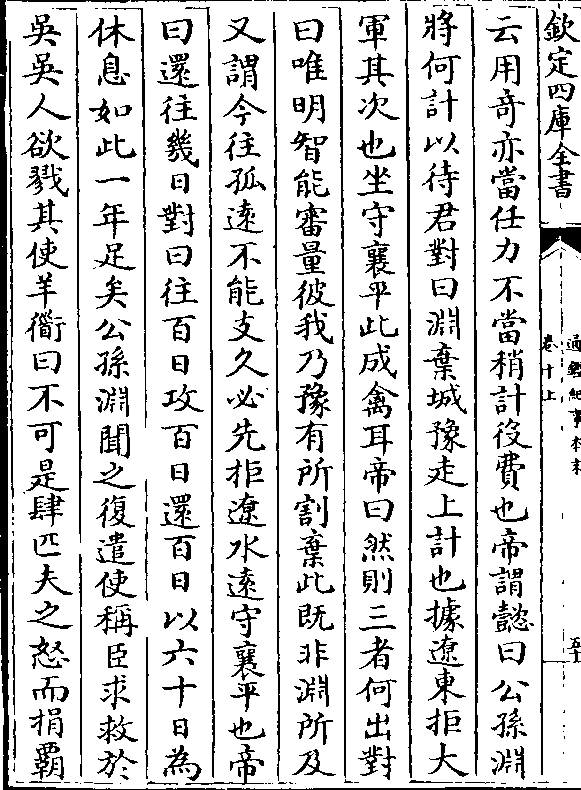 欽定四庫全書
通鑑紀事本末
卷十上
云用竒亦當任力不當稍計役費也帝謂懿曰公孫淵
將何計以待君對曰淵棄城豫走上計也據遼東拒大
軍其次也坐守襄平此成禽耳帝曰然則三者何出對
曰唯明智能審量彼我乃豫有所割棄此既非淵所及
又謂今往孤逺不能支久必先拒遼水逺守襄平也帝
曰還往幾日對曰往百日攻百日還百日以六十日為
休息如此一年足矣公孫淵聞之復遣使稱臣求救於
吳吳人欲戮其使羊衜曰不可是肆匹夫之怒而捐覇